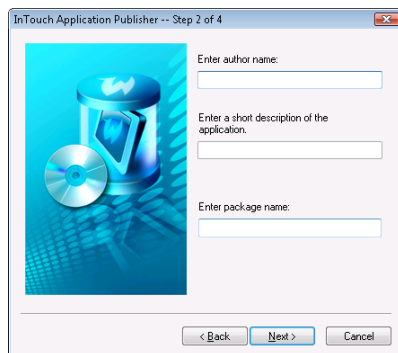 InTouch Application Publisher -- Step 2 of 4
Enter author name:
Enter a short description of the
application.
Enter package name:
< Back
Next >
Cancel